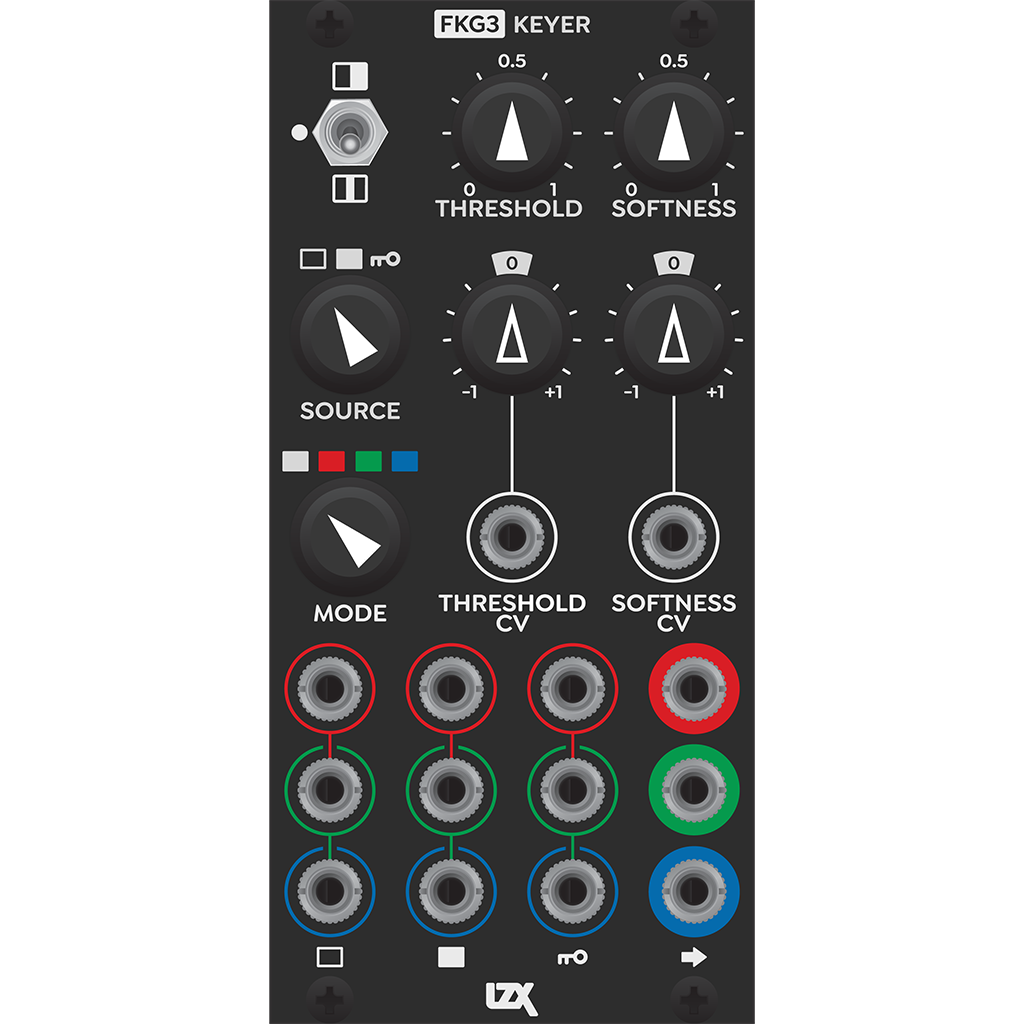 FKG3 KEYER
0.5 0.5
0 1 0 1
THRESHOLD SOFTNESS
0 0
-1 +1 -1 +1
SOURCE
THRESHOLD SOFTNESS
CV CV
MODE
LZX